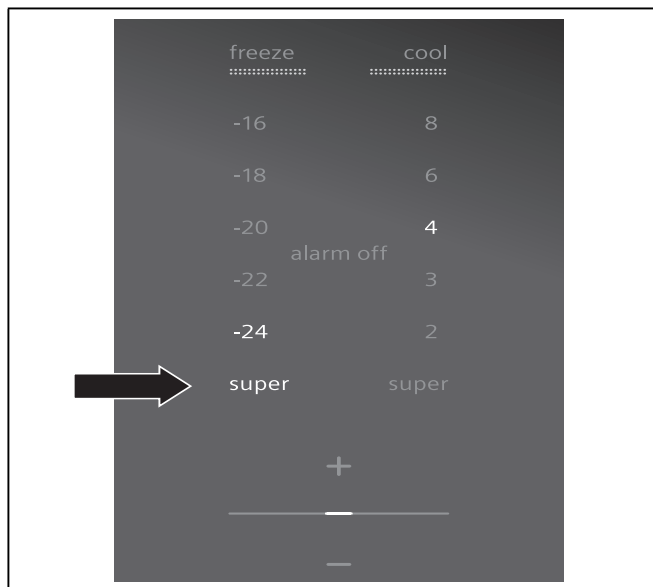 freeze cool
-16 8
-18 6
-20 4
alarm off
-22 3
-24 2
super super
+
−